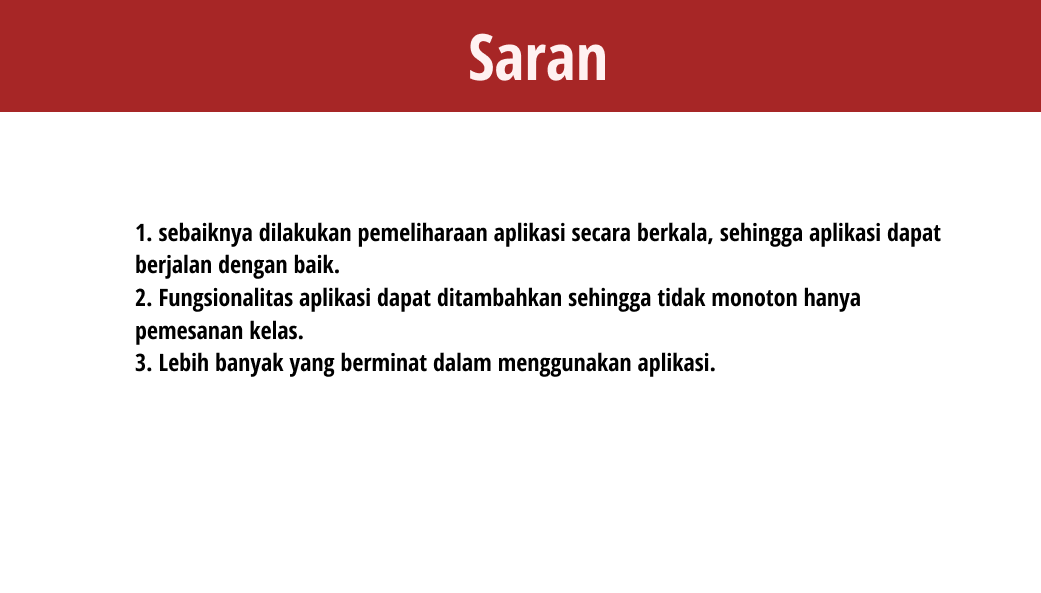 Saran
1. sebaiknya dilakukan pemeliharaan aplikasi secara berkala, sehingga aplikasi dapat
berjalan dengan baik.
2. Fungsionalitas aplikasi dapat ditambahkan sehingga tidak monoton hanya
pemesanan kelas.
3. Lebih banyak yang berminat dalam menggunakan aplikasi.